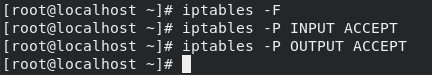 [root@localhost ~]# iptables -F
[root@localhost ~]# iptables -P INPUT ACCEPT
[root@localhost ~]# iptables -P OUTPUT ACCEPT
[root@localhost ~]#